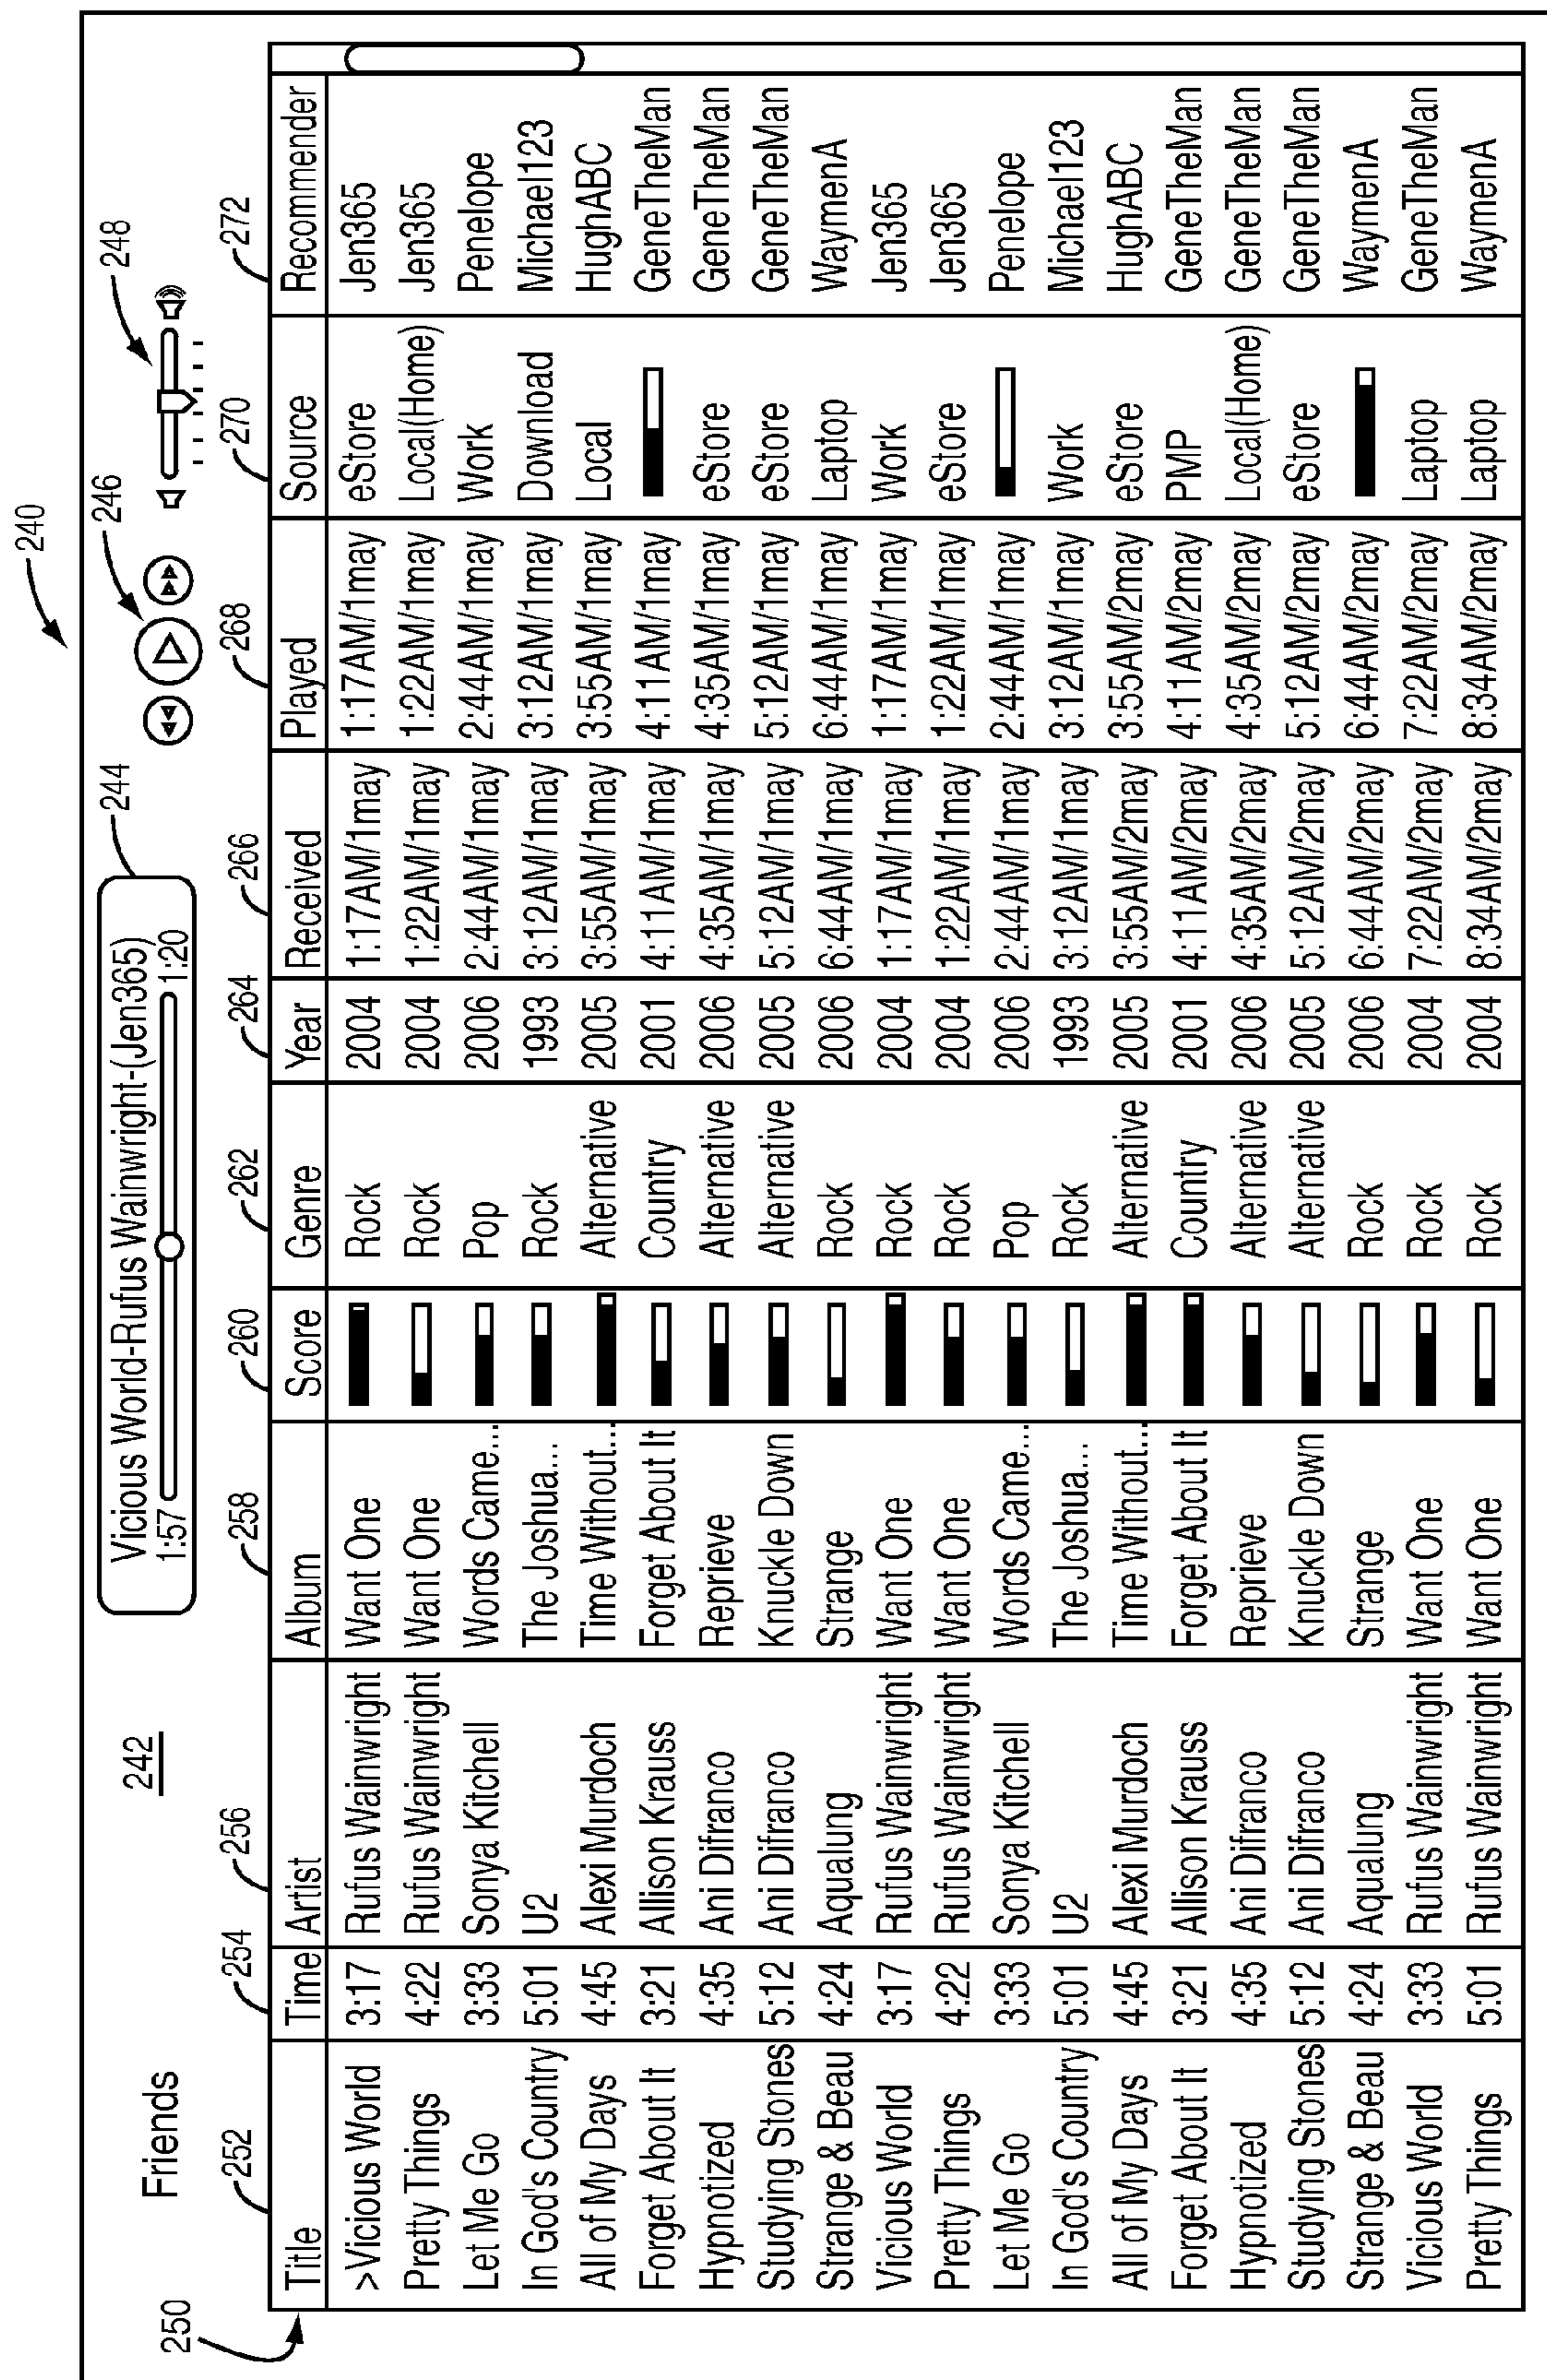 240
Friends
242
Vicious World-Rufus Wainwright-(Jen365)
1:57 1:20
244
246
248
250
252 254 256 258 260 262 264 266 268 270 272
Title Time Artist Album Score Genre Year Received Played Source Recommender
>Vicious World 3:17 Rufus Wainwright Want One Rock 2004 1:17AM/1may 1:17AM/1may eStore Jen365
Pretty Things 4:22 Rufus Wainwright Want One Rock 2004 1:22AM/1may 1:22AM/1may Local(Home) Jen365
Let Me Go 3:33 Sonya Kitchell Words Came... Pop 2006 2:44AM/1may 2:44AM/1may Work Penelope
In God's Country 5:01 U2 The Joshua... Rock 1993 3:12AM/1may 3:12AM/1may Download Michael123
All of My Days 4:45 Alexi Murdoch Time Without... Alternative 2005 3:55AM/1may 3:55AM/1may Local HughABC
Forget About It 3:21 Allison Krauss Forget About It Country 2001 4:11AM/1may 4:11AM/1may GeneTheMan
Hypnotized 4:35 Ani Difranco Reprieve Alternative 2006 4:35AM/1may 4:35AM/1may eStore GeneTheMan
Studying Stones 5:12 Ani Difranco Knuckle Down Alternative 2005 5:12AM/1may 5:12AM/1may eStore GeneTheMan
Strange & Beau 4:24 Aqualung Strange Rock 2006 6:44AM/1may 6:44AM/1may Laptop WaymenA
Vicious World 3:17 Rufus Wainwright Want One Rock 2004 1:17AM/1may 1:17AM/1may Work Jen365
Pretty Things 4:22 Rufus Wainwright Want One Rock 2004 1:22AM/1may 1:22AM/1may eStore Jen365
Let Me Go 3:33 Sonya Kitchell Words Came... Pop 2006 2:44AM/1may 2:44AM/1may Penelope
In God's Country 5:01 U2 The Joshua... Rock 1993 3:12AM/1may 3:12AM/1may Work Michael123
All of My Days 4:45 Alexi Murdoch Time Without... Alternative 2005 3:55AM/2may 3:55AM/2may eStore HughABC
Forget About It 3:21 Allison Krauss Forget About It Country 2001 4:11AM/2may 4:11AM/2may PMP GeneTheMan
Hypnotized 4:35 Ani Difranco Reprieve Alternative 2006 4:35AM/2may 4:35AM/2may Local(Home) GeneTheMan
Studying Stones 5:12 Ani Difranco Knuckle Down Alternative 2005 5:12AM/2may 5:12AM/2may eStore GeneTheMan
Strange & Beau 4:24 Aqualung Strange Rock 2006 6:44AM/2may 6:44AM/2may WaymenA
Vicious World 3:33 Rufus Wainwright Want One Rock 2004 7:22AM/2may 7:22AM/2may Laptop GeneTheMan
Pretty Things 5:01 Rufus Wainwright Want One Rock 2004 8:34AM/2may 8:34AM/2may Laptop WaymenA